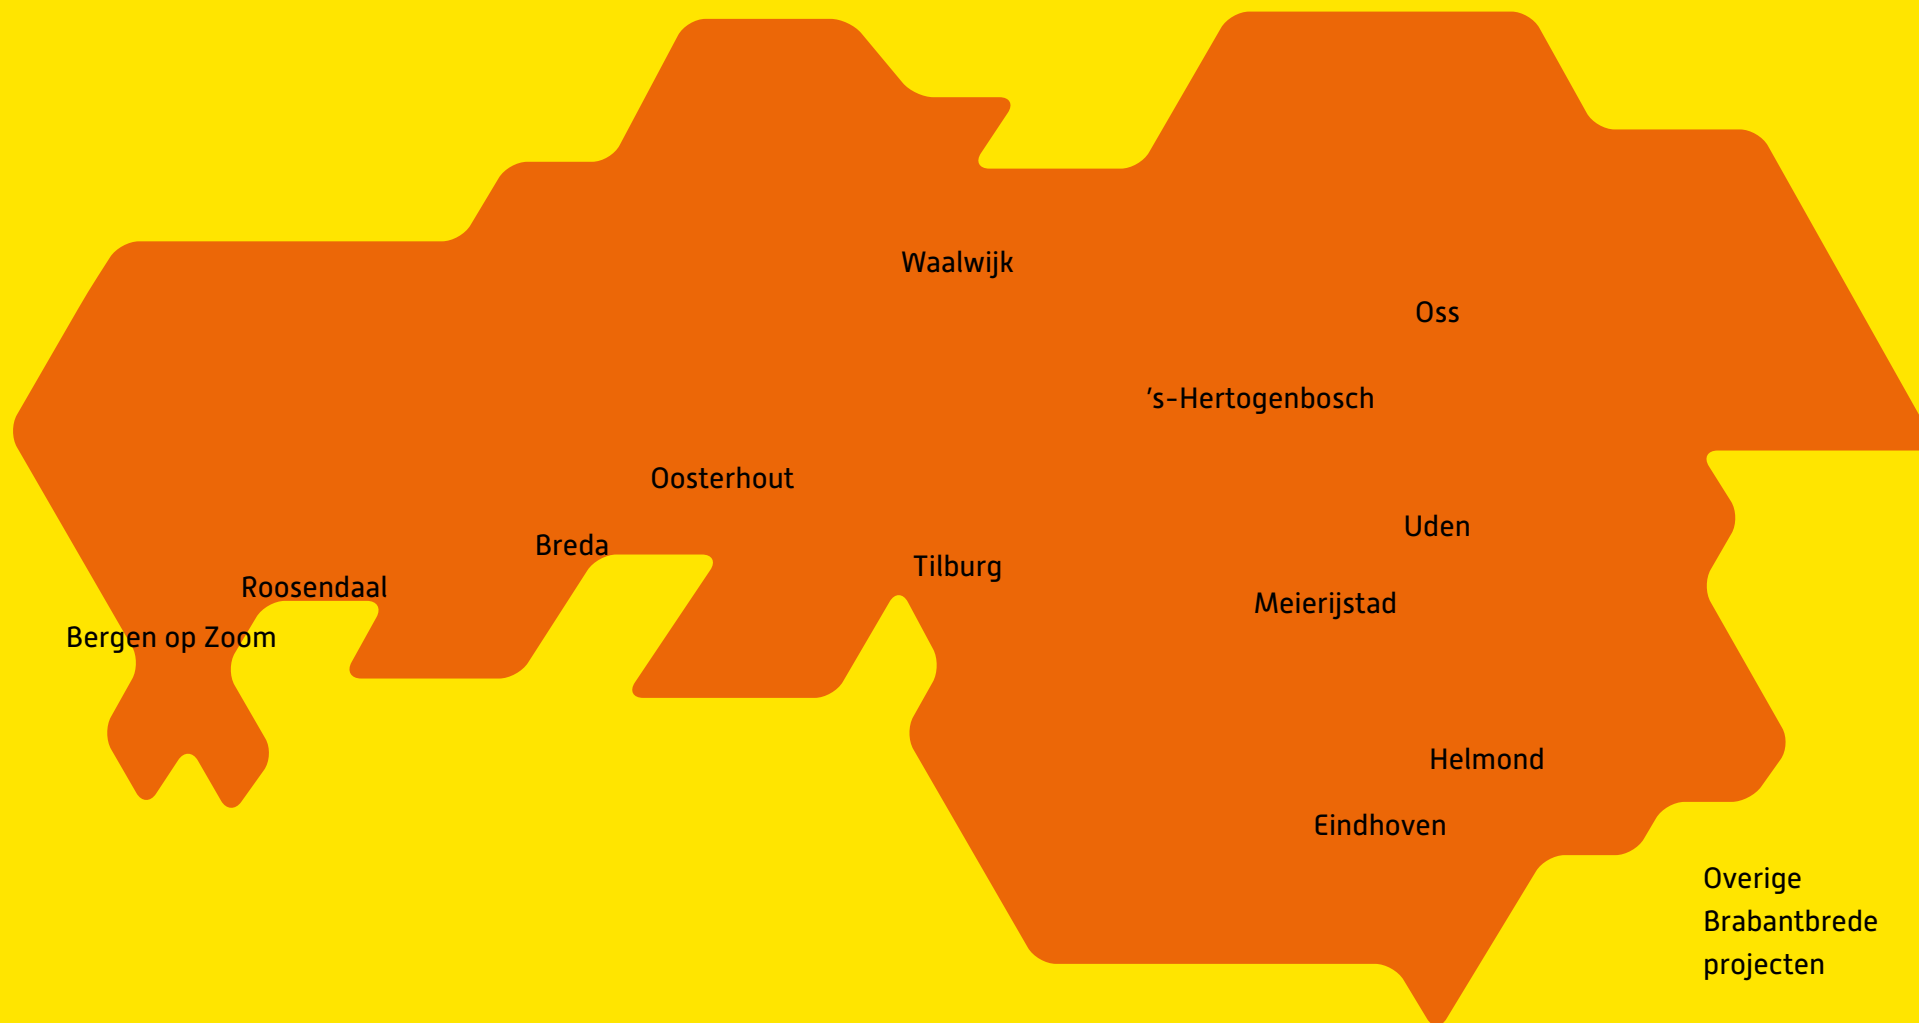 Waalwijk
Oss
's-Hertogenbosch
Oosterhout
Uden
Breda
Tilburg
Roosendaal
Meierijstad
Bergen op Zoom
Helmond
Eindhoven
Overige
Brabantbrede
projecten